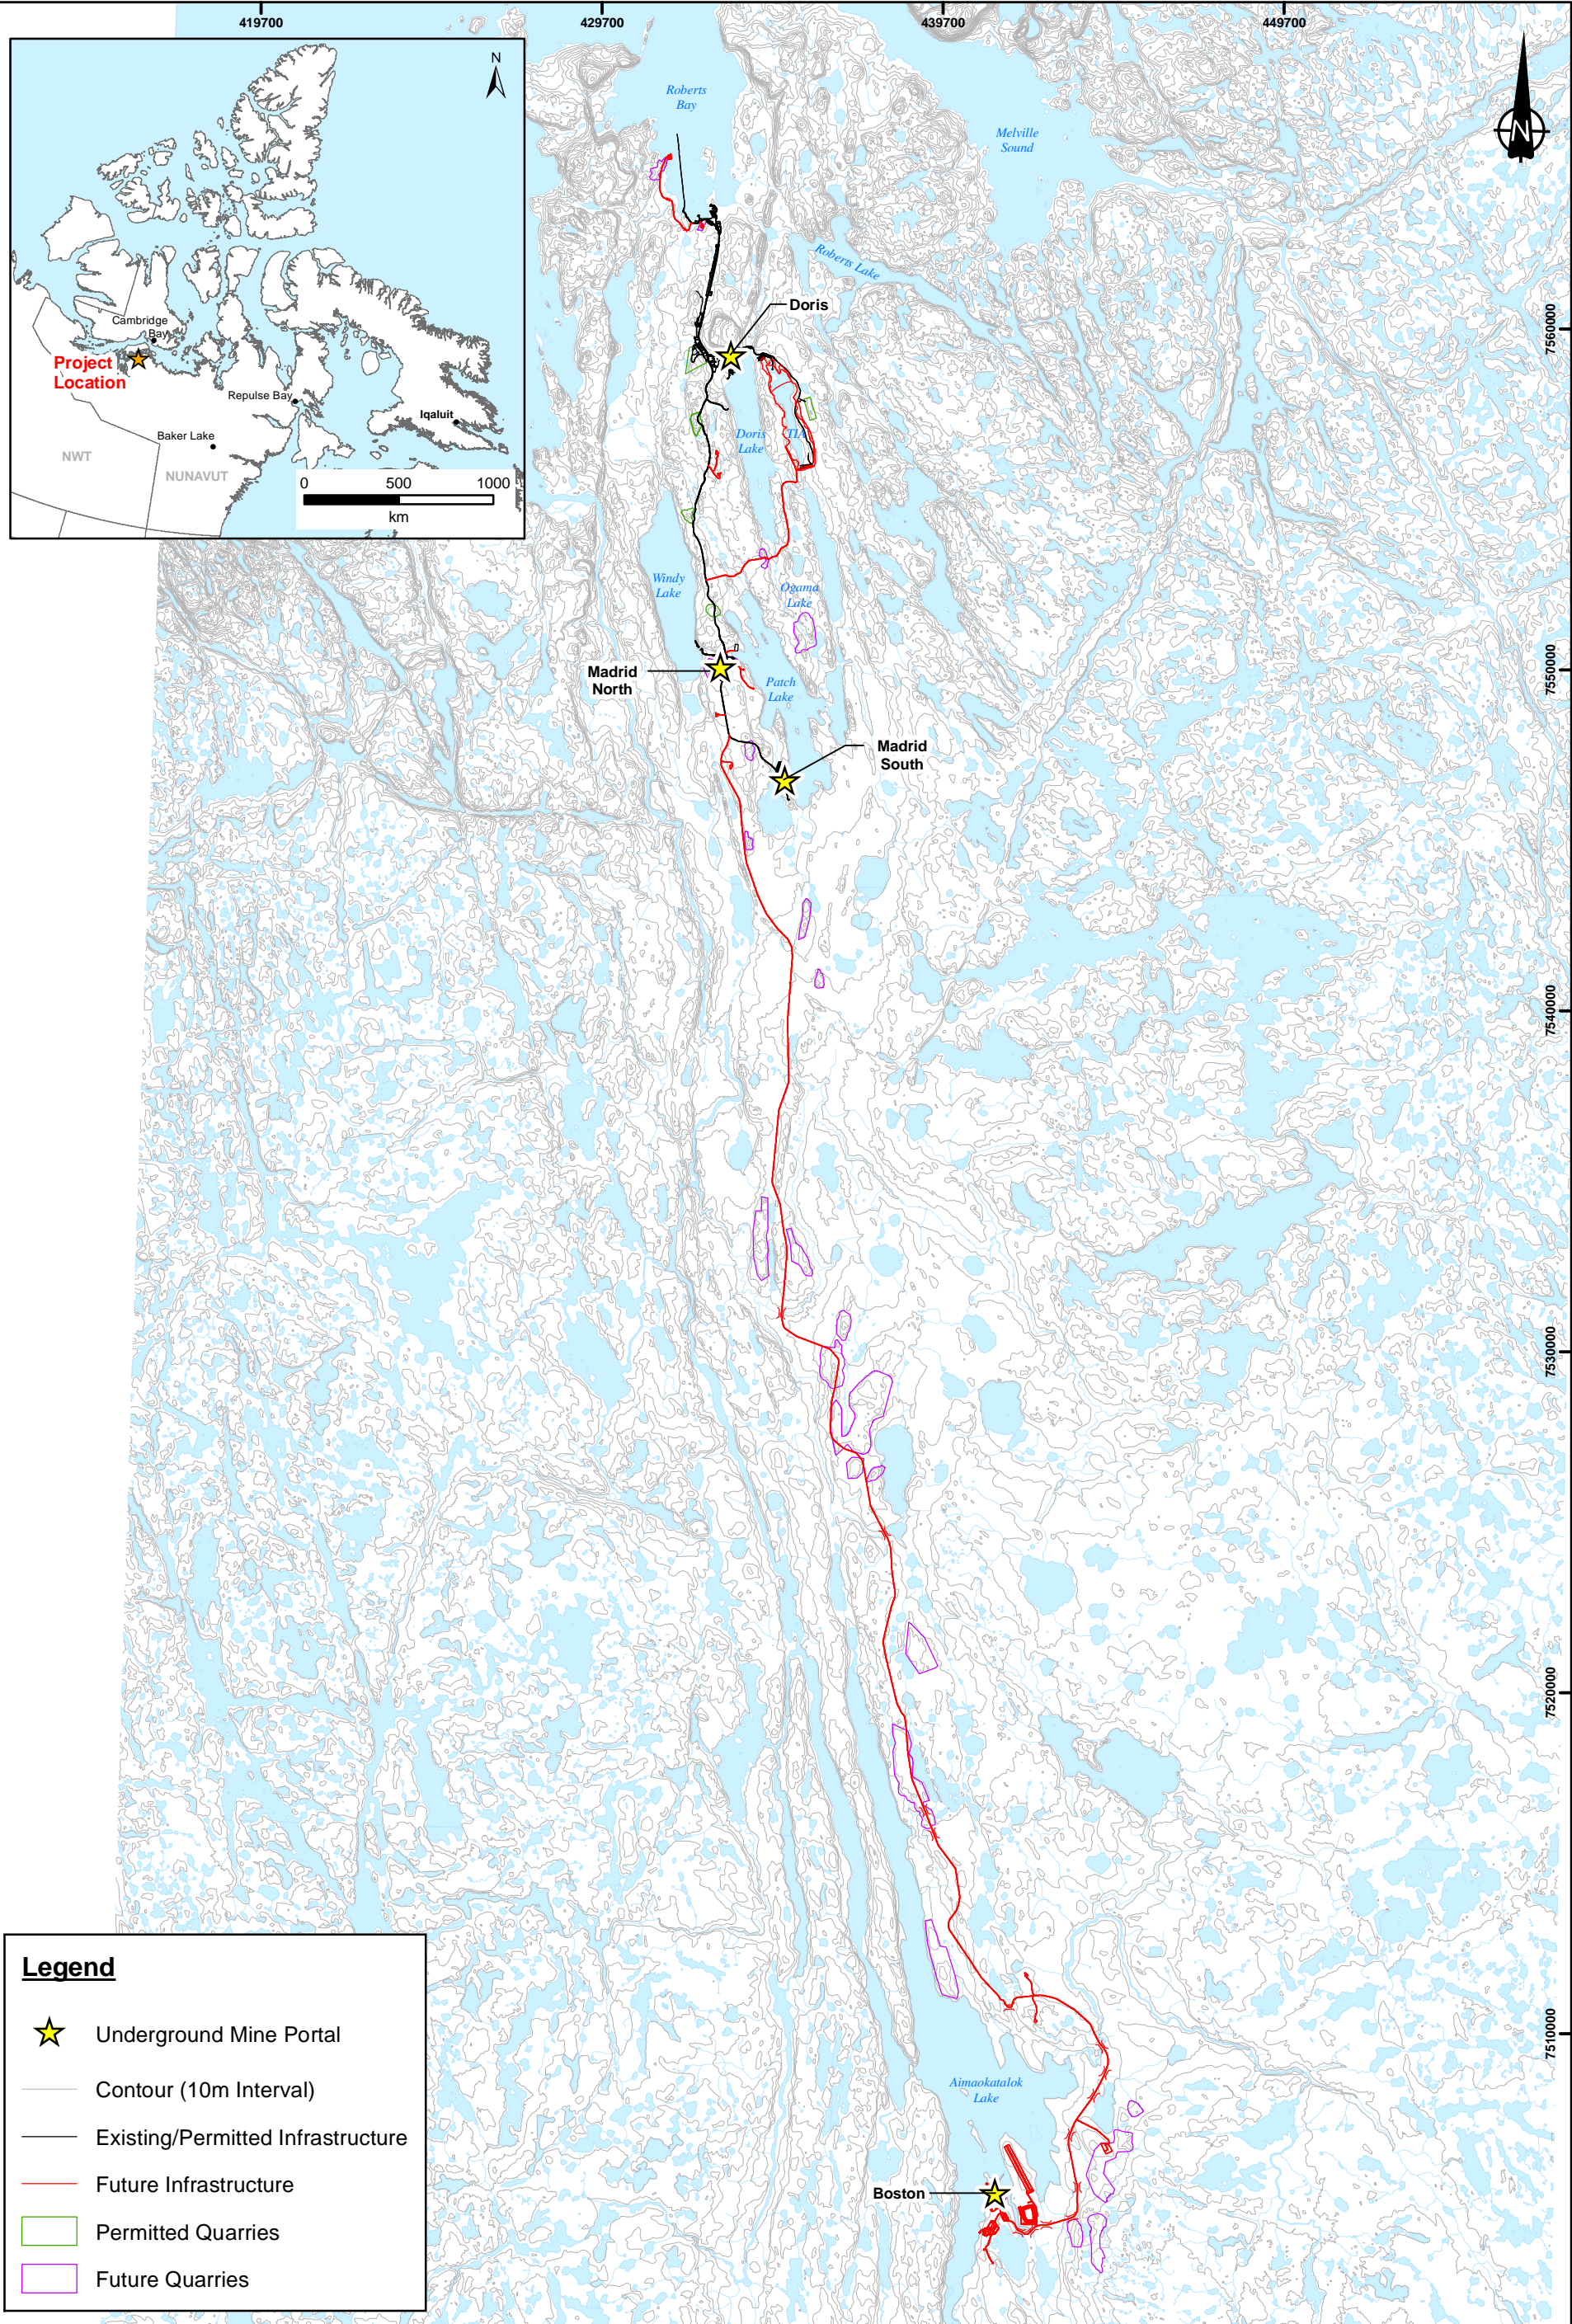 419700
429700
439700
449700
N
Cambridge
Bay
Project
Location
Repulse Bay
Iqaluit
Baker Lake
NWT
NUNAVUT
0 500 1000
km
Roberts
Bay
Melville
Sound
N
Roberts Lake
Doris
7560000
Doris
Lake
TIA
Windy
Lake
Ogama
Lake
Madrid
North
Patch
Lake
7550000
Madrid
South
7540000
7530000
7520000
7510000
Aimaokatalok
Lake
Boston
Legend
Underground Mine Portal
Contour (10m Interval)
Existing/Permitted Infrastructure
Future Infrastructure
Permitted Quarries
Future Quarries